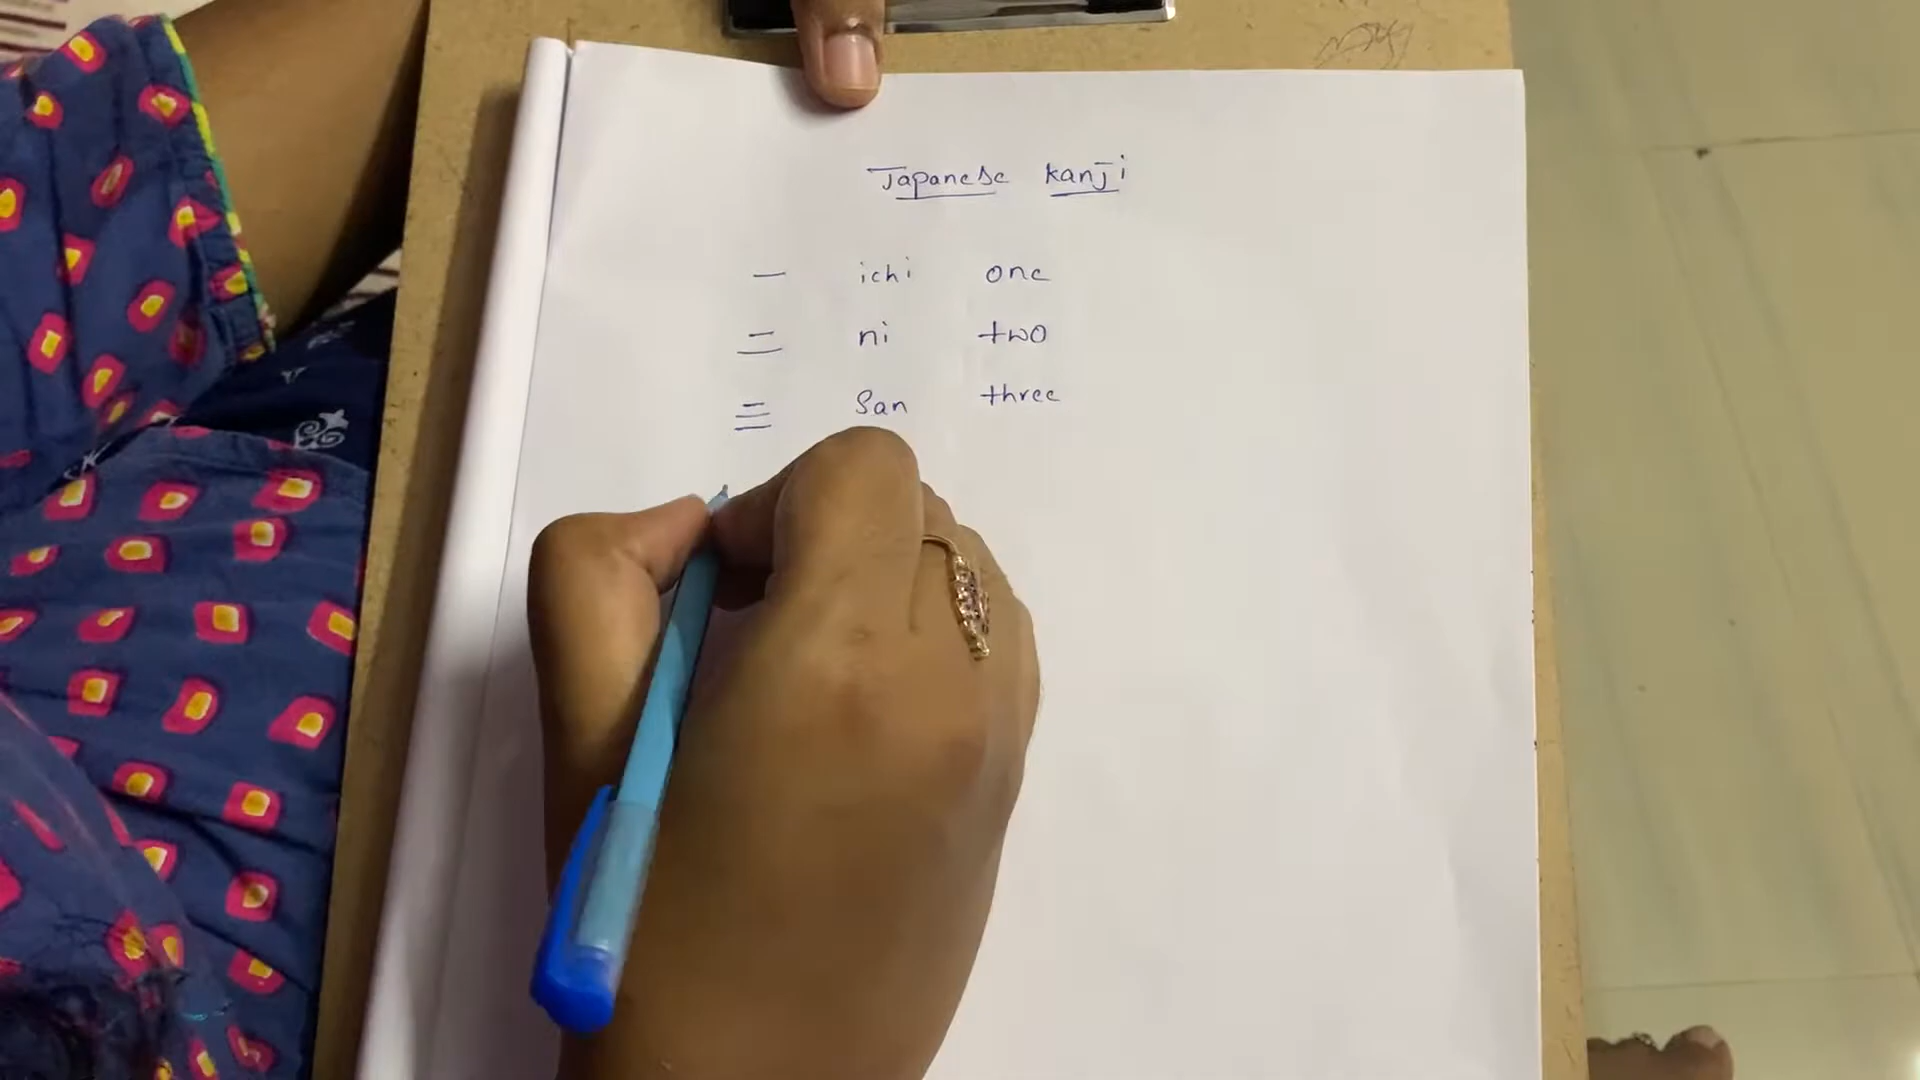 Japanese kanji
一 ichi one
二 ni two
三 San three